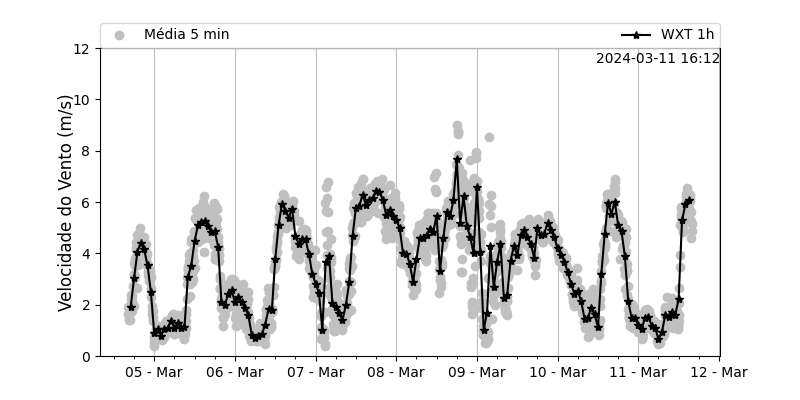 Média 5 min
WXT 1h
2024-03-11 16:12
Velocidade do Vento (m/s)
12
10
8
6
4
2
0
05 - Mar
06 - Mar
07 - Mar
08 - Mar
09 - Mar
10 - Mar
11 - Mar
12 - Mar